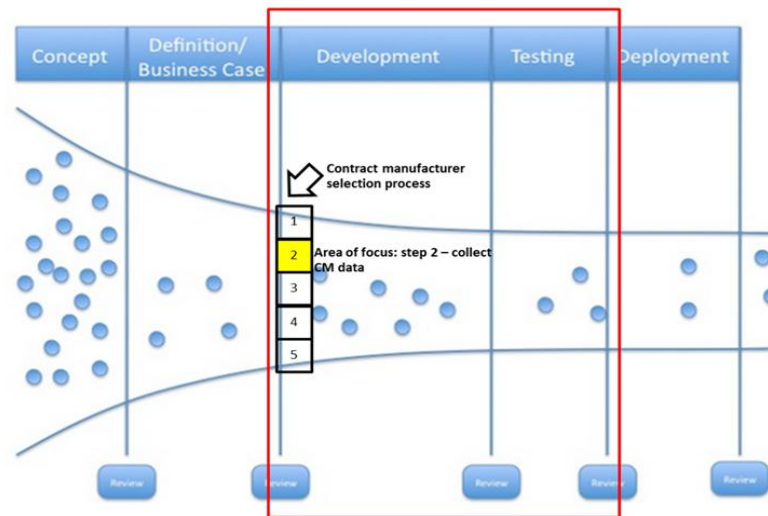 Concept
Definition/
Business Case
Development
Testing
Deployment
Contract manufacturer
selection process
1
2
Area of focus: step 2 – collect
CM data
3
4
5
Review
Review
Review
Review
Review